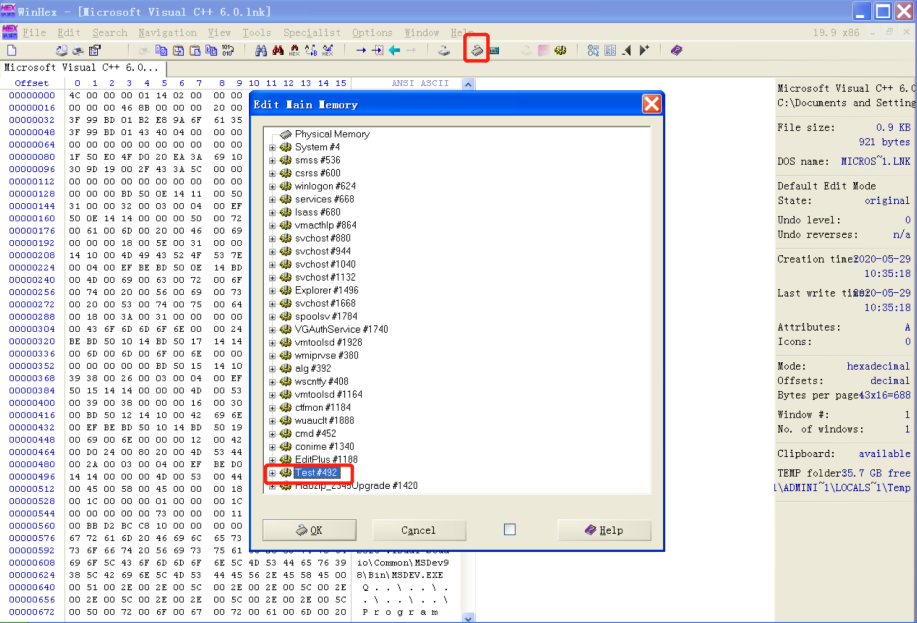 WinHex - [Microsoft Visual C++ 6.0.lnk]
File Edit Search Navigation View Tools Specialist Options Window Help
19.9 x86
Microsoft Visual C++ 6.0...
Offset 0 1 2 3 4 5 6 7 8 9 10 11 12 13 14 15 ANSI ASCII
00000000 4C 00 00 00 01 14 02 00 00 00
00000016 00 00 00 46 8B 00 00 00 20 00
00000032 3F 99 BD 01 B2 E8 9A 6F 61 35
00000048 3F 99 BD 01 43 40 04 00 00 00
00000064 00 00 00 00 00 00 00 00 00 00
00000080 1F 50 E0 4F D0 20 EA 3A 69 10
00000096 30 9D 19 00 2F 43 3A 5C 00 00
00000112 00 00 00 00 00 00 00 00 00 00
00000128 00 00 00 BD 50 0E 14 11 00 50
00000144 31 00 00 32 00 03 00 04 00 EF
00000160 50 0E 14 14 00 00 00 50 00 72
00000176 00 61 00 6D 00 20 00 46 00 69
00000192 00 00 00 18 00 5E 00 31 00 00
00000208 14 10 00 4D 49 43 52 4F 53 7E
00000224 00 04 00 EF BE BD 50 0E 14 BD
00000240 00 4D 00 69 00 63 00 72 00 6F
00000256 00 74 00 20 00 56 00 69 00 73
00000272 00 20 00 53 00 74 00 75 00 64
00000288 00 18 00 3A 00 31 00 00 00 00
00000304 00 43 6F 6D 6D 6F 6E 00 00 24
00000320 BE BD 50 10 14 BD 50 17 14 14
00000336 00 6D 00 6D 00 6F 00 6E 00 00
00000352 00 00 00 00 00 BD 50 15 14 10
00000368 39 38 00 26 00 03 00 04 00 EF
00000384 50 15 14 14 00 00 00 4D 00 53
00000400 00 39 00 38 00 00 00 16 00 30
00000416 00 BD 50 12 14 10 00 42 69 6E
00000432 00 EF BE BD 50 10 14 BD 50 19
00000448 00 69 00 6E 00 00 00 12 00 42
00000464 00 D0 24 00 80 20 00 4D 53 44
00000480 00 2A 00 03 00 04 00 EF BE BD
00000496 14 14 00 00 00 4D 00 53 00 44
00000512 00 45 00 58 00 45 00 00 00 18
00000528 00 1C 00 00 00 01 00 00 00 1C
00000544 00 00 00 00 00 73 00 00 00 11
00000560 00 BB D2 BC C8 10 00 00 00 00
00000576 67 72 61 6D 20 46 69 6C 65 73
00000592 73 6F 66 74 20 56 69 73 75 61
00000608 69 6F 5C 43 6F 6D 6D 6F 6E 5C 4D 53 44 65 76 39 io\Common\MSDev9
00000624 38 5C 42 69 6E 5C 4D 53 44 45 56 2E 45 58 45 00 8\Bin\MSDEV.EXE
00000640 00 51 00 2E 00 2E 00 5C 00 2E 00 2E 00 5C 00 2E Q . . \ . . \ .
00000656 00 2E 00 5C 00 2E 00 2E 00 5C 00 2E 00 2E 00 5C . \ . . \ . . \
00000672 00 50 00 72 00 6F 00 67 00 72 00 61 00 6D 00 20 P r o g r a m
Edit Main Memory
Physical Memory
System #4
smss #536
csrss #600
winlogon #624
services #668
lsass #680
vmacthlp #864
svchost #880
svchost #944
svchost #1040
svchost #1132
Explorer #1496
svchost #1668
spoolsv #1784
VGAuthService #1740
vmtoolsd #1928
wmiprvse #380
alg #392
wscntfy #408
vmtoolsd #1164
ctfmon #1184
wuauclt #1888
cmd #452
conime #1340
EditPlus #1188
Test #492
Upgrade #1420
OK
Cancel
Help
Microsoft Visual C++ 6.0
C:\Documents and Setting
File size: 0.9 KB
921 bytes
DOS name: MICROS~1.LNK
Default Edit Mode
State: original
Undo level: 0
Undo reverses: n/a
Creation time2020-05-29
10:35:18
Last write time2020-05-29
10:35:18
Attributes: A
Icons: 0
Mode: hexadecimal
Offsets: decimal
Bytes per page43x16=688
Window #: 1
No. of windows: 1
Clipboard: available
TEMP folder35.7 GB free
\ADMINI~1\LOCALS~1\Temp